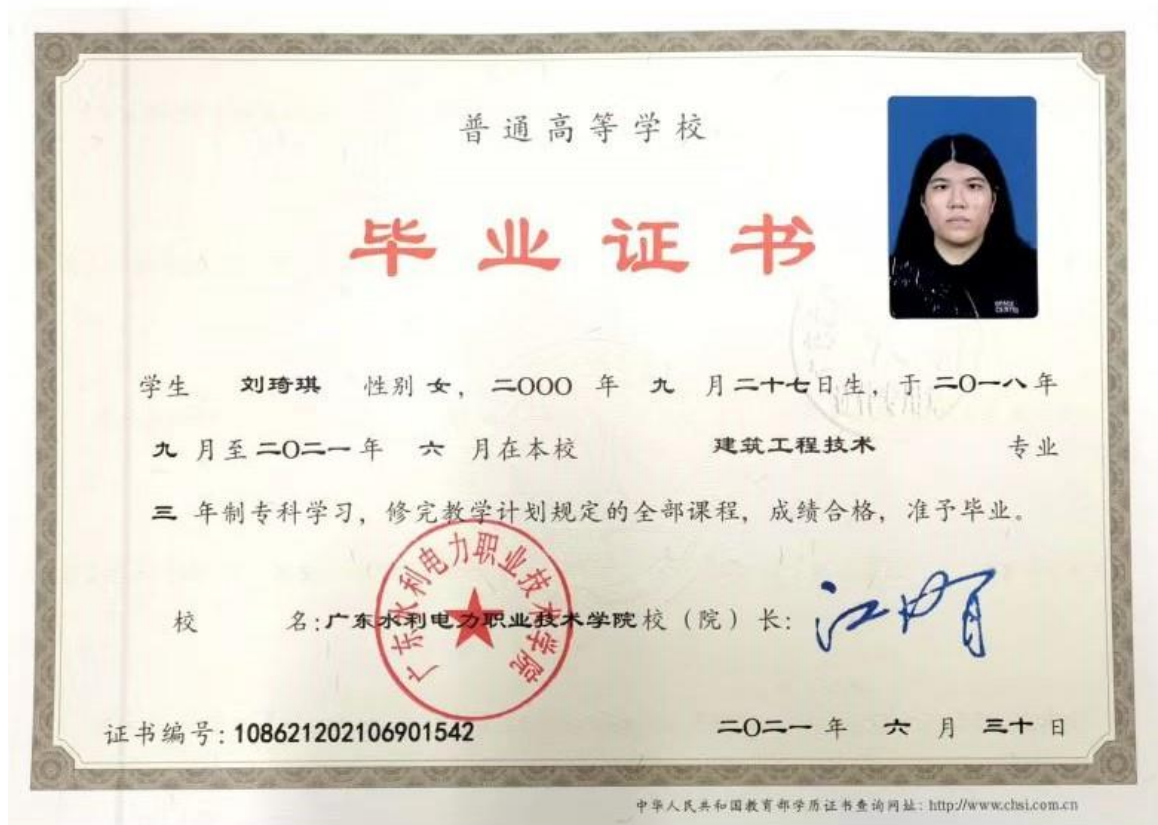 普通高等学校
毕业证书
学生 刘琦琪 性别 女，二OOO 年 九 月二十七日生，于 二O一八年
九 月至 二O二一 年 六 月在本校 建筑工程技术 专业
三 年制专科学习，修完教学计划规定的全部课程，成绩合格，准予毕业。
广东水利电力职业技术学院
校 名：广东水利电力职业技术学院 校（院）长：
证书编号：108621202106901542 二O二一 年 六 月 三十 日
中华人民共和国教育部学历证书查询网址：http://www.chsi.com.cn